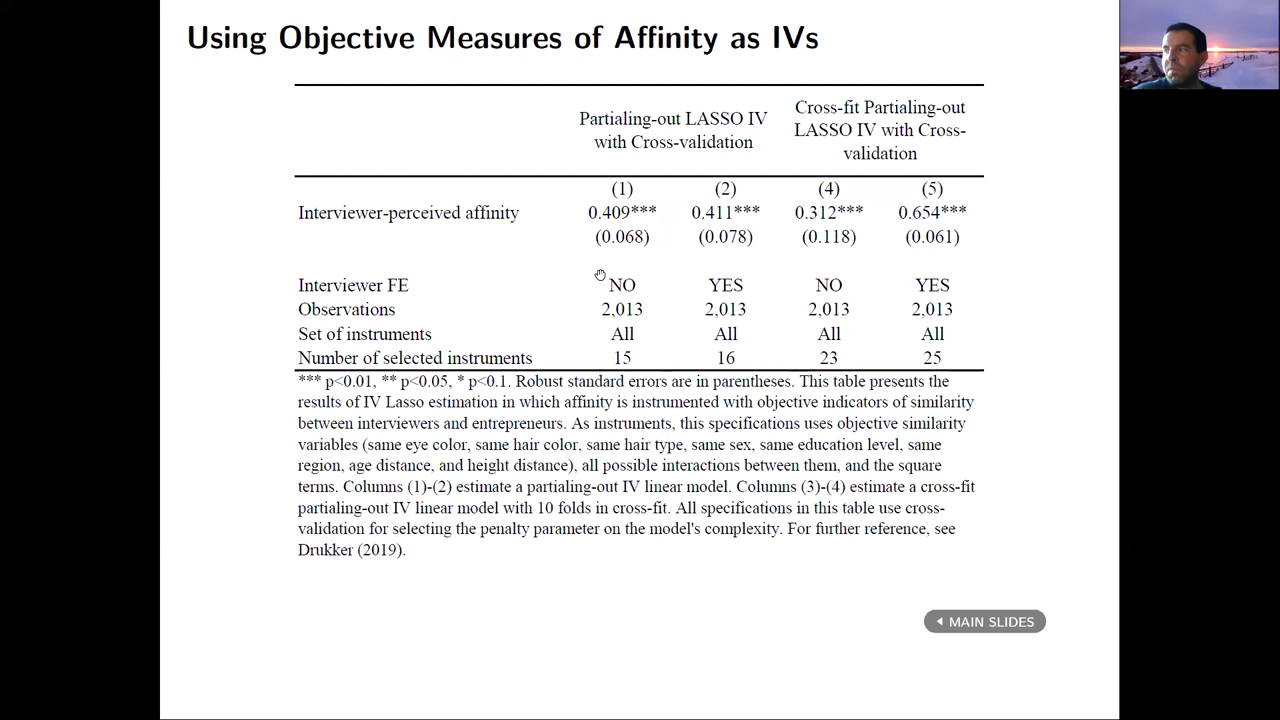 Using Objective Measures of Affinity as IVs
Partialing-out LASSO IV with Cross-validation
Cross-fit Partialing-out LASSO IV with Cross-validation
(1) (2) (4) (5)
Interviewer-perceived affinity 0.409*** 0.411*** 0.312*** 0.654***
(0.068) (0.078) (0.118) (0.061)
Interviewer FE NO YES NO YES
Observations 2,013 2,013 2,013 2,013
Set of instruments All All All All
Number of selected instruments 15 16 23 25
*** p<0.01, ** p<0.05, * p<0.1. Robust standard errors are in parentheses. This table presents the
results of IV Lasso estimation in which affinity is instrumented with objective indicators of similarity
between interviewers and entrepreneurs. As instruments, this specifications uses objective similarity
variables (same eye color, same hair color, same hair type, same sex, same education level, same
region, age distance, and height distance), all possible interactions between them, and the square
terms. Columns (1)-(2) estimate a partialing-out IV linear model. Columns (3)-(4) estimate a cross-fit
partialing-out IV linear model with 10 folds in cross-fit. All specifications in this table use cross-
validation for selecting the penalty parameter on the model's complexity. For further reference, see
Drukker (2019).
MAIN SLIDES